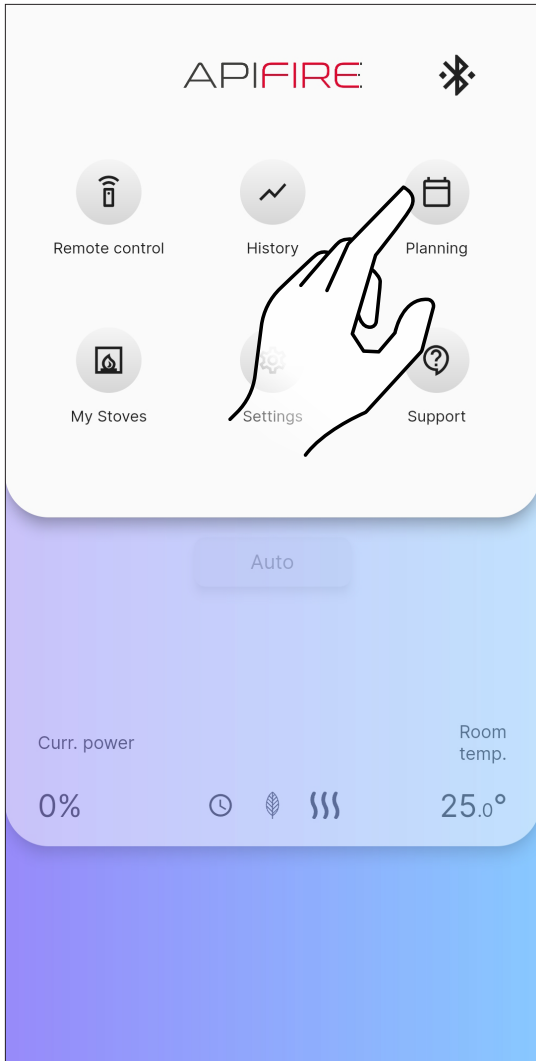 APIFIRE
Remote control
History
Planning
My Stoves
Settings
Support
Auto
Curr. power
Room
temp.
0%
25.0°